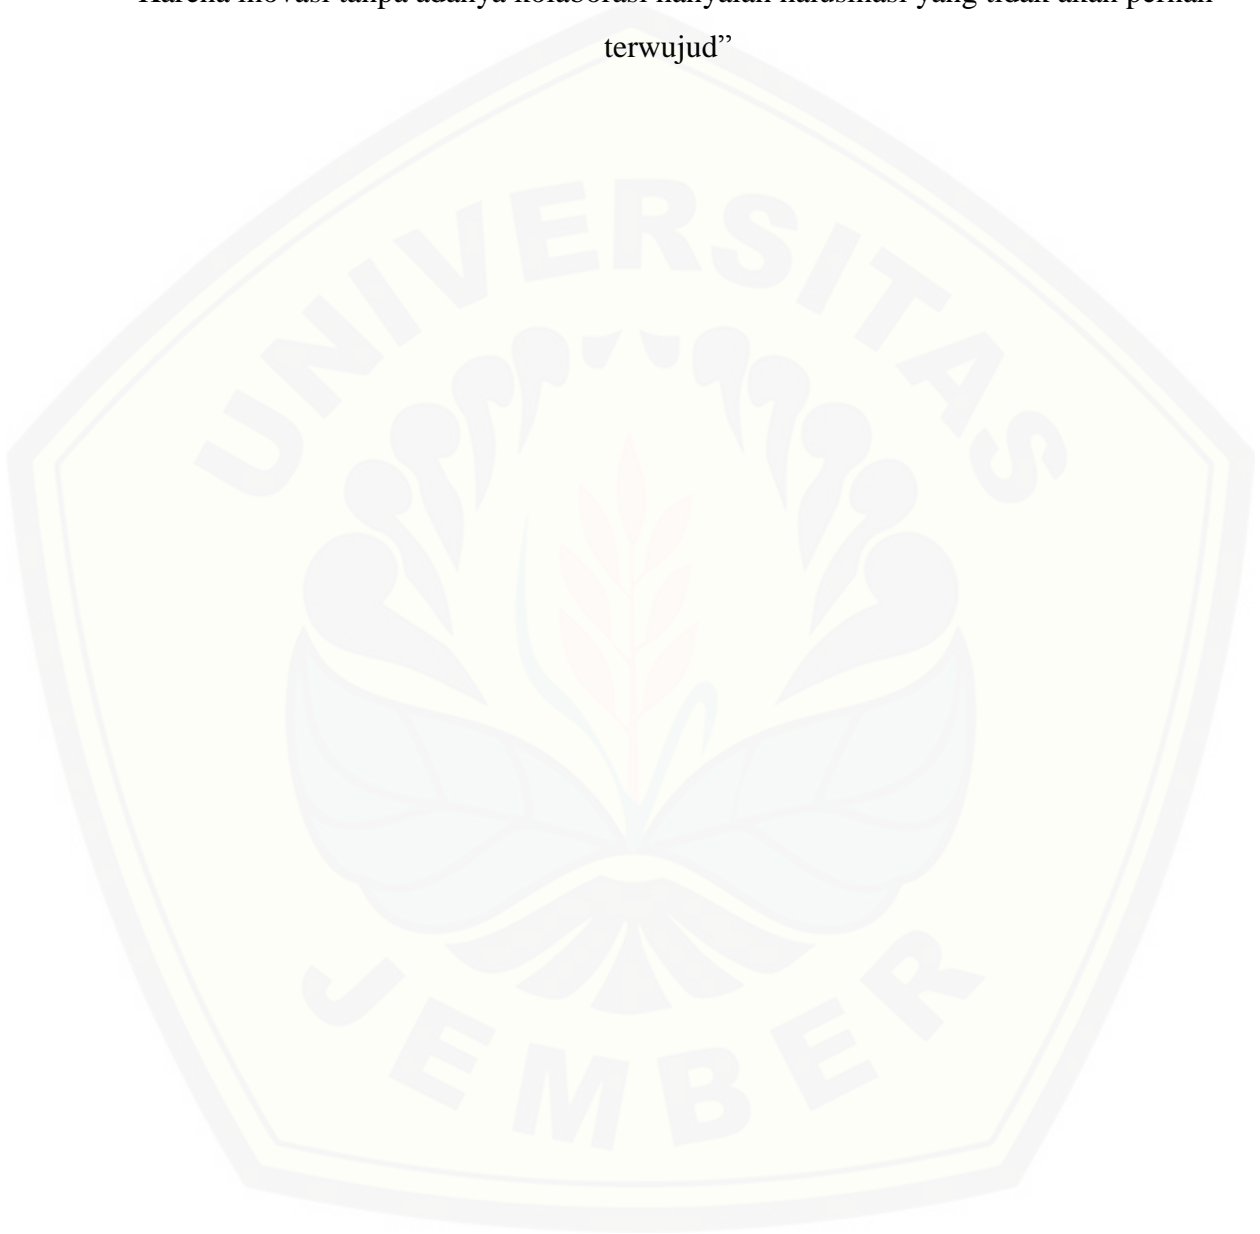 Karena inovasi tanpa adanya kolaborasi hanyalah halusinasi yang tidak akan pernah
terwujud”
UNIVERSITAS
JEMBER